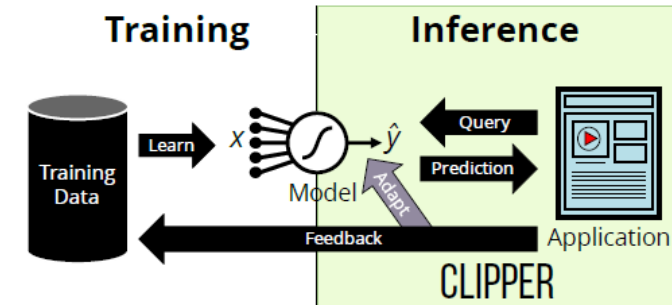 Training
Inference
Training
Data
Learn
x
ŷ
Model
Query
Prediction
Adapt
Feedback
Application
CLIPPER